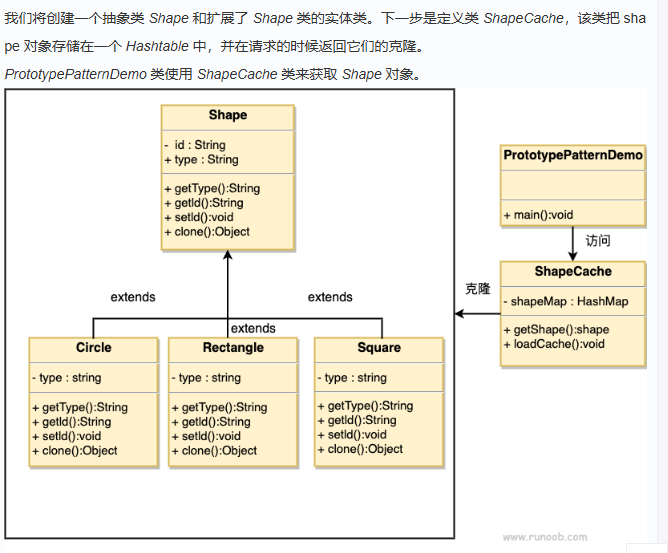 我们将创建一个抽象类 Shape 和扩展了 Shape 类的实体类。下一步是定义类 ShapeCache，该类把 sha
pe 对象存储在一个 Hashtable 中，并在请求的时候返回它们的克隆。
PrototypePatternDemo 类使用 ShapeCache 类来获取 Shape 对象。
Shape
- id : String
+ type : String
+ getType():String
+ getId():String
+ setId():void
+ clone():Object
PrototypePatternDemo
+ main():void
访问
ShapeCache
- shapeMap : HashMap
+ getShape():shape
+ loadCache():void
克隆
extends
extends
extends
Circle
- type : string
+ getType():String
+ getId():String
+ setId():void
+ clone():Object
Rectangle
- type : string
+ getType():String
+ getId():String
+ setId():void
+ clone():Object
Square
- type : string
+ getType():String
+ getId():String
+ setId():void
+ clone():Object
www.runoob.com